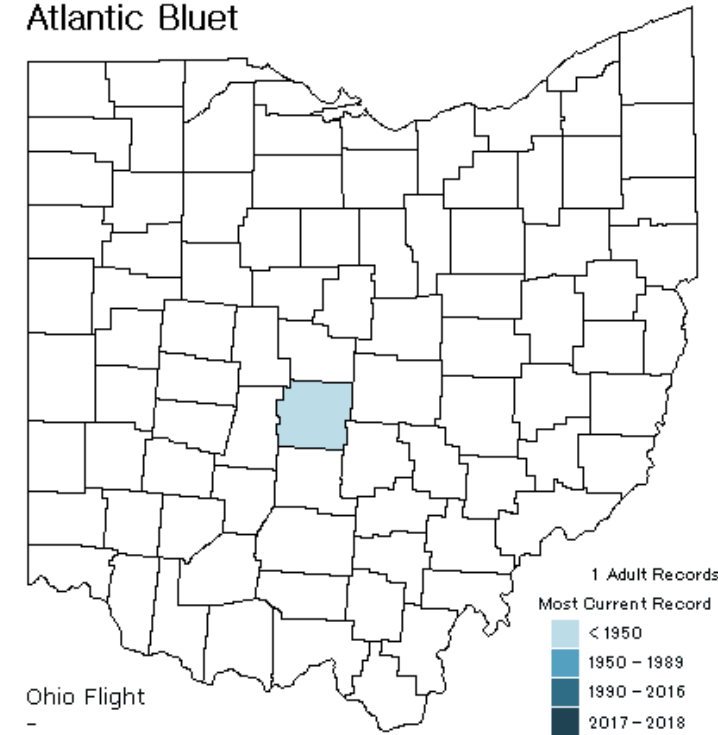 Atlantic Bluet
1 Adult Records
Most Current Record
< 1950
1950 - 1989
1990 - 2016
2017 - 2018
Ohio Flight
-